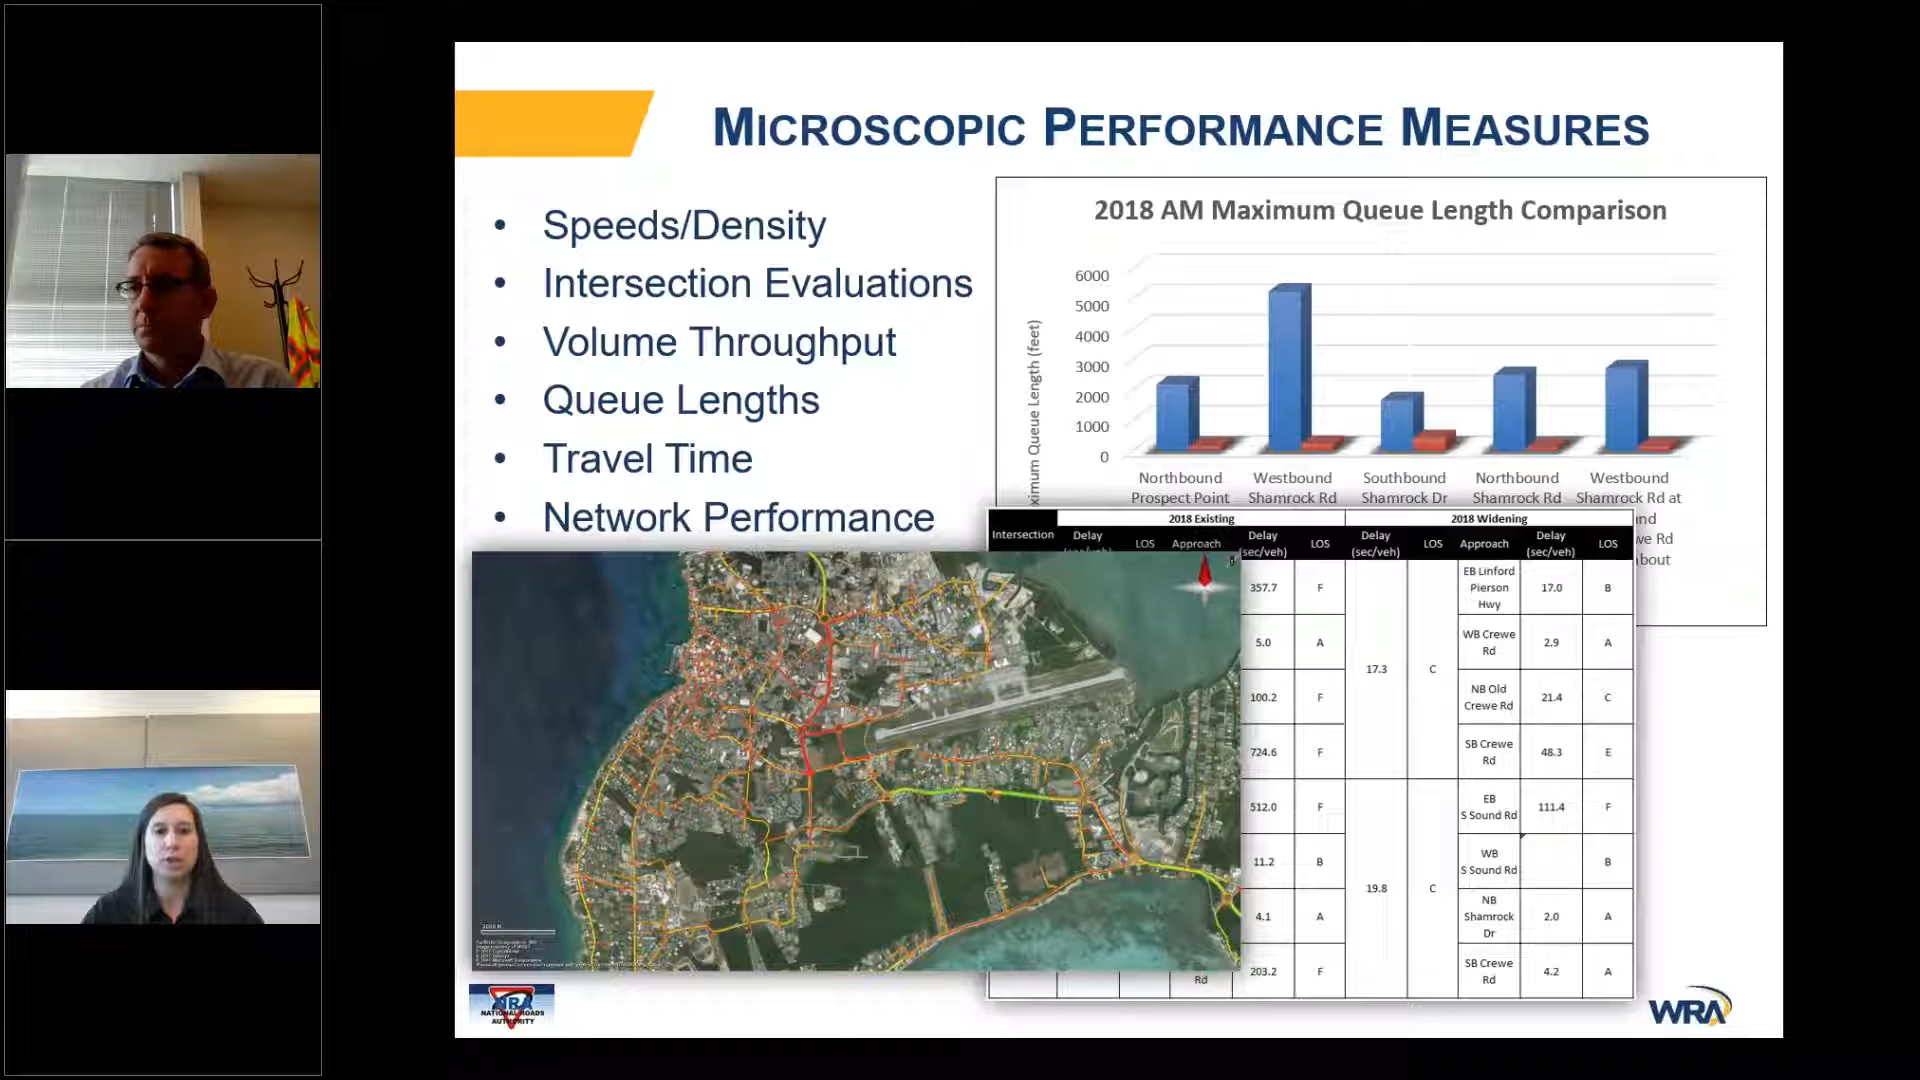 MICROSCOPIC PERFORMANCE MEASURES
• Speeds/Density
• Intersection Evaluations
• Volume Throughput
• Queue Lengths
• Travel Time
• Network Performance
2018 AM Maximum Queue Length Comparison
ximum Queue Length (feet)
6000
5000
4000
3000
2000
1000
0
Northbound Prospect Point
Westbound Shamrock Rd
Southbound Shamrock Dr
Northbound Shamrock Rd
Westbound Shamrock Rd at
nd
we Rd
bout
2018 Existing 2018 Widening
Intersection Delay LOS Approach Delay (sec/veh) LOS Delay (sec/veh) LOS Approach Delay (sec/veh) LOS
357.7 F EB Linford Pierson Hwy 17.0 B
5.0 A WB Crewe Rd 2.9 A
17.3 C
100.2 F NB Old Crewe Rd 21.4 C
724.6 F SB Crewe Rd 48.3 E
512.0 F EB S Sound Rd 111.4 F
11.2 B WB S Sound Rd B
19.8 C
4.1 A NB Shamrock Dr 2.0 A
Rd 203.2 F SB Crewe Rd 4.2 A
NRA
NATIONAL ROADS
AUTHORITY
WRA